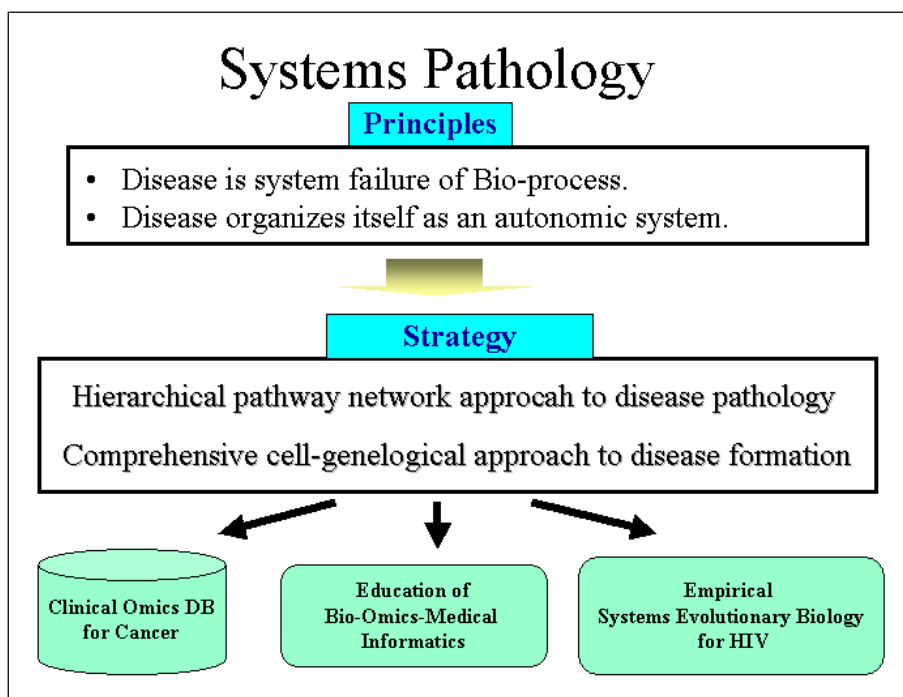 Systems Pathology
Principles
• Disease is system failure of Bio-process.
• Disease organizes itself as an autonomic system.
Strategy
Hierarchical pathway network approcah to disease pathology
Comprehensive cell-genelogical approach to disease formation
Clinical Omics DB
for Cancer
Education of
Bio-Omics-Medical
Informatics
Empirical
Systems Evolutionary Biology
for HIV